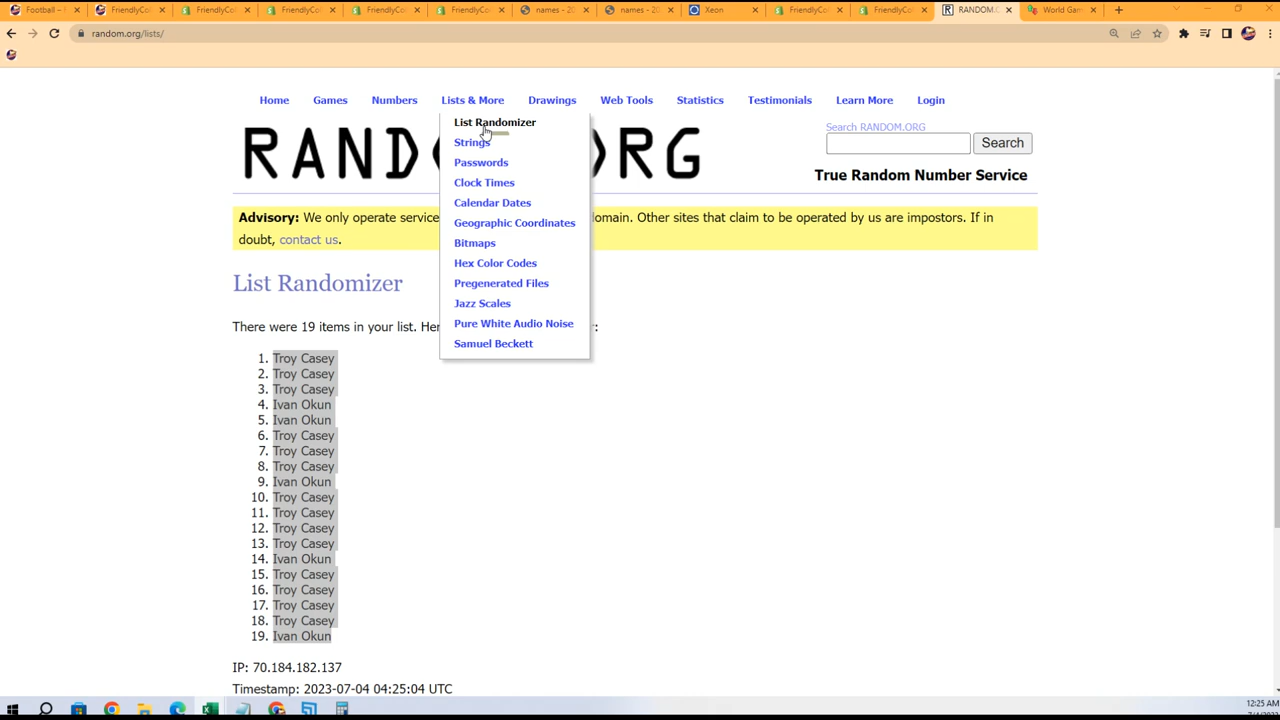 Football –
FriendlyCo
FriendlyCo
FriendlyCo
FriendlyCo
FriendlyCo
names - 20
names - 20
Xeon
FriendlyCo
FriendlyCo
RANDOM.O
World Gam
random.org/lists/
Home Games Numbers Lists & More Drawings Web Tools Statistics Testimonials Learn More Login
List Randomizer
Strings
Passwords
Clock Times
Calendar Dates
Geographic Coordinates
Bitmaps
Hex Color Codes
Pregenerated Files
Jazz Scales
Pure White Audio Noise
Samuel Beckett
RAND RG
Search RANDOM.ORG
Search
True Random Number Service
Advisory: We only operate service omain. Other sites that claim to be operated by us are impostors. If in
doubt, contact us.
List Randomizer
There were 19 items in your list. Her :
1. Troy Casey
2. Troy Casey
3. Troy Casey
4. Ivan Okun
5. Ivan Okun
6. Troy Casey
7. Troy Casey
8. Troy Casey
9. Ivan Okun
10. Troy Casey
11. Troy Casey
12. Troy Casey
13. Troy Casey
14. Ivan Okun
15. Troy Casey
16. Troy Casey
17. Troy Casey
18. Troy Casey
19. Ivan Okun
IP: 70.184.182.137
Timestamp: 2023-07-04 04:25:04 UTC
12:25 AM